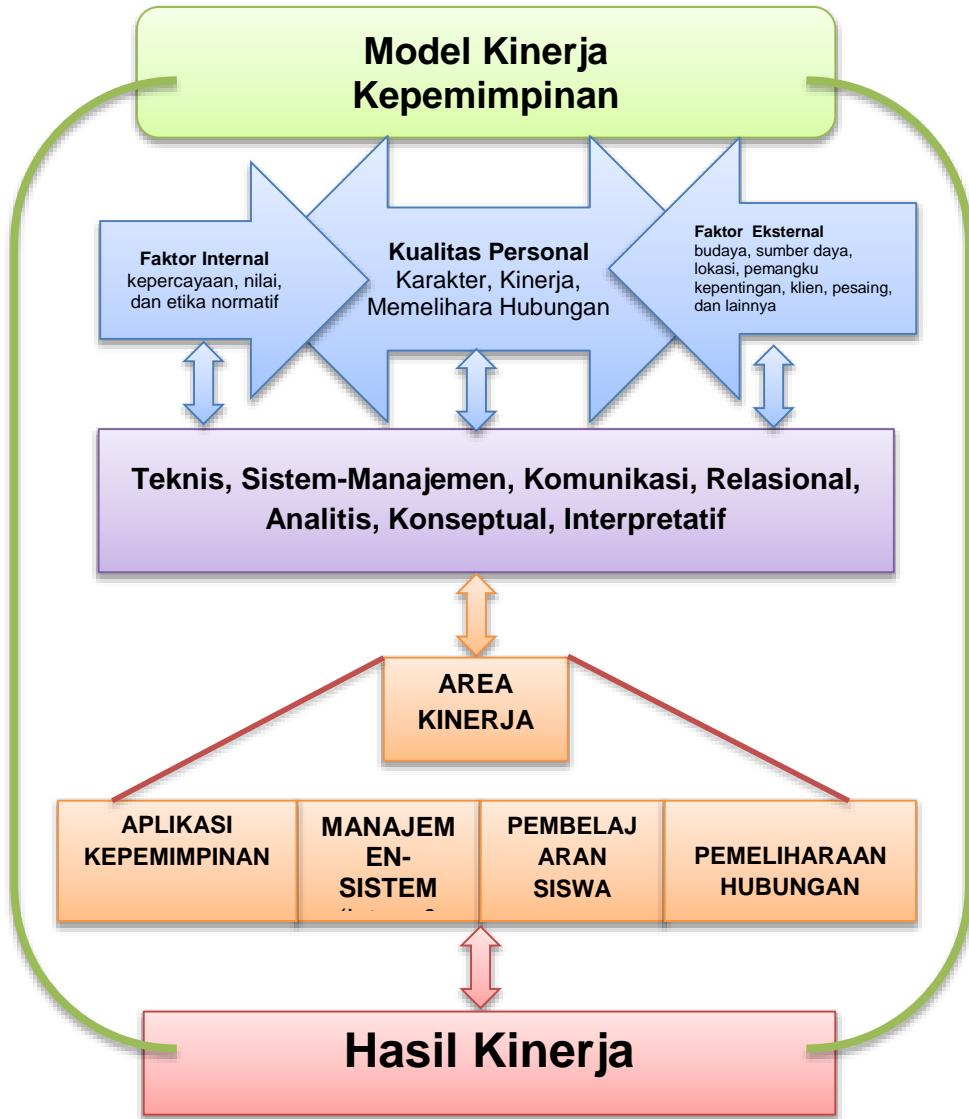 Model Kinerja
Kepemimpinan
Faktor Internal
kepercayaan, nilai,
dan etika normatif
Kualitas Personal
Karakter, Kinerja,
Memelihara Hubungan
Faktor Eksternal
budaya, sumber daya,
lokasi, pemangku
kepentingan, klien, pesaing,
dan lainnya
Teknis, Sistem-Manajemen, Komunikasi, Relasional,
Analitis, Konseptual, Interpretatif
AREA
KINERJA
APLIKASI
KEPEMIMPINAN
MANAJEM
EN-
SISTEM
PEMBELAJ
ARAN
SISWA
PEMELIHARAAN
HUBUNGAN
Hasil Kinerja